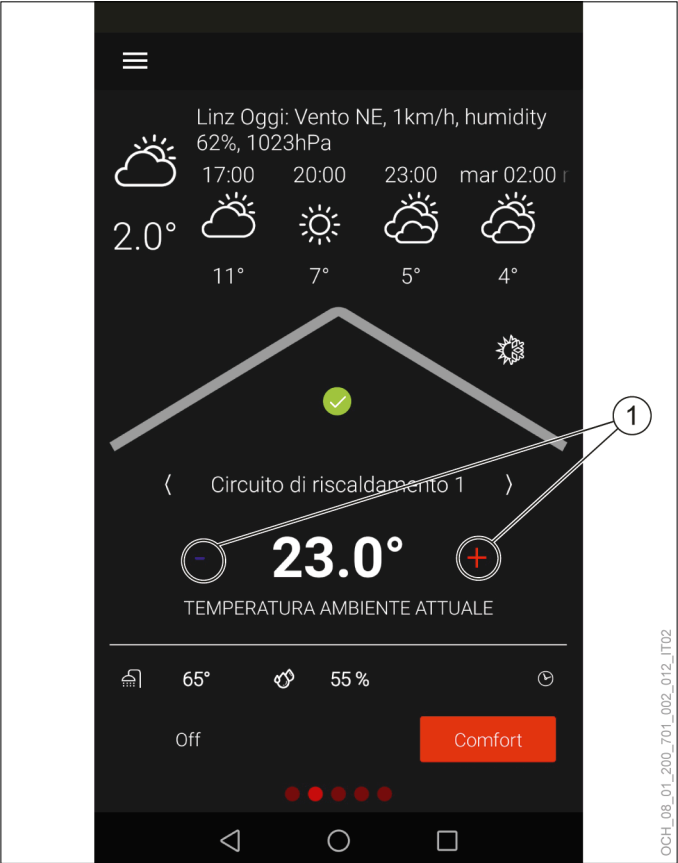 Linz Oggi: Vento NE, 1km/h, humidity
62%, 1023hPa
17:00 20:00 23:00 mar 02:00
2.0°
11° 7° 5° 4°
1
〈 Circuito di riscaldamento 1 〉
- 23.0° +
TEMPERATURA AMBIENTE ATTUALE
65° 55 %
Off Comfort
OCH_08_01_200_701_002_012_IT02